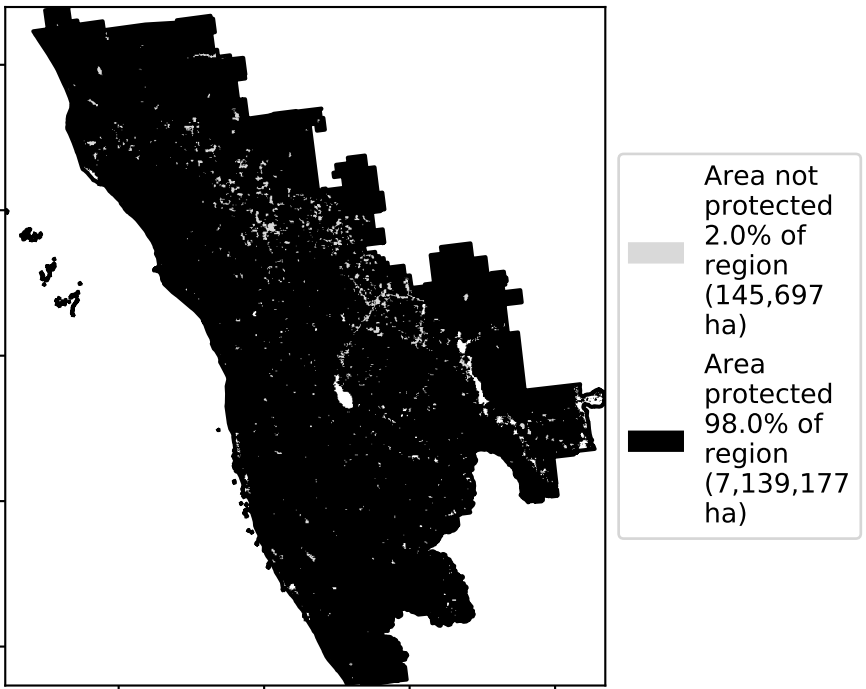 Area not
protected
2.0% of
region
(145,697
ha)
Area
protected
98.0% of
region
(7,139,177
ha)